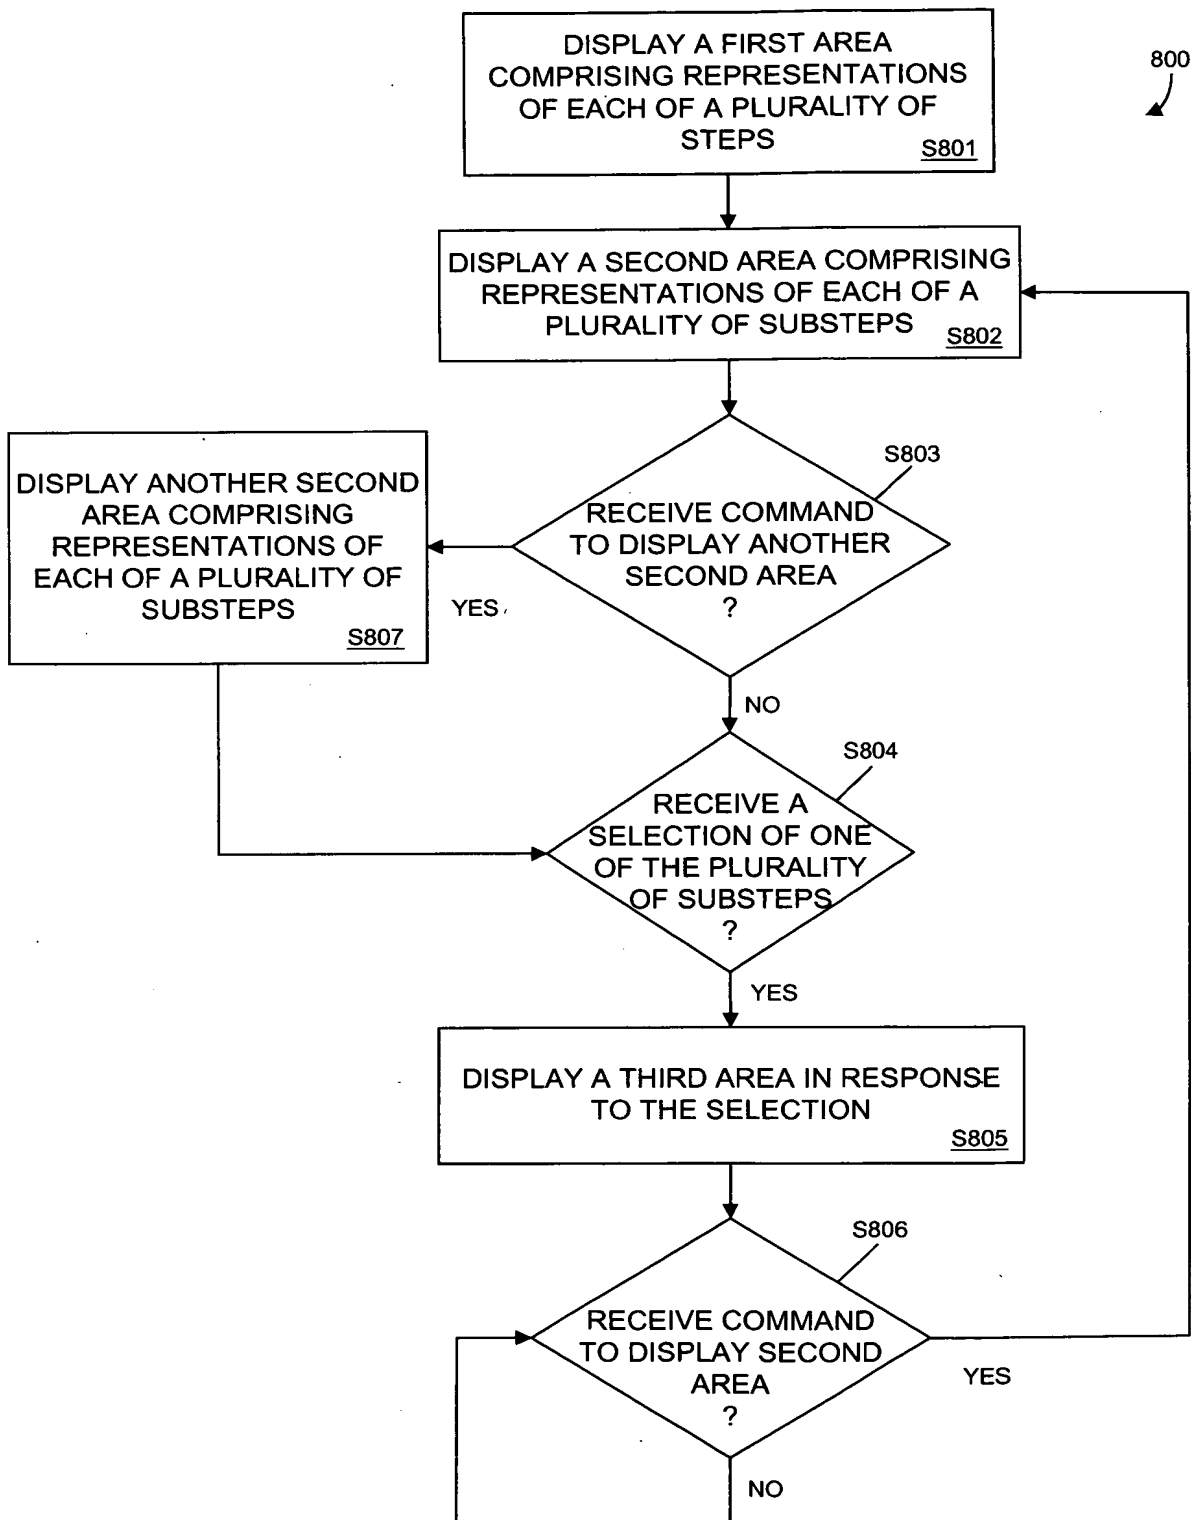 DISPLAY A FIRST AREA
COMPRISING REPRESENTATIONS
OF EACH OF A PLURALITY OF
STEPS
S801
800
DISPLAY A SECOND AREA COMPRISING
REPRESENTATIONS OF EACH OF A
PLURALITY OF SUBSTEPS
S802
S803
RECEIVE COMMAND
TO DISPLAY ANOTHER
SECOND AREA
?
YES
DISPLAY ANOTHER SECOND
AREA COMPRISING
REPRESENTATIONS OF
EACH OF A PLURALITY OF
SUBSTEPS
S807
NO
S804
RECEIVE A
SELECTION OF ONE
OF THE PLURALITY
OF SUBSTEPS
?
YES
DISPLAY A THIRD AREA IN RESPONSE
TO THE SELECTION
S805
S806
RECEIVE COMMAND
TO DISPLAY SECOND
AREA
?
YES
NO